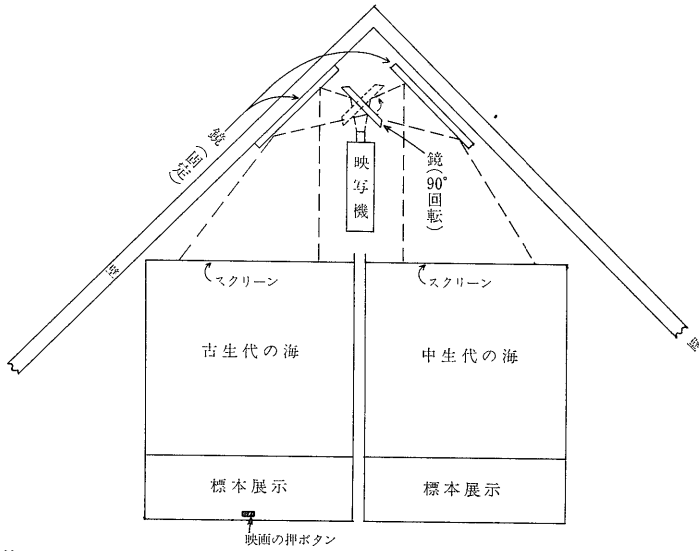 鏡(固定)
映写機
鏡(90°回転)
壁
壁
スクリーン
スクリーン
古生代の海
中生代の海
標本展示
標本展示
映画の押ボタン